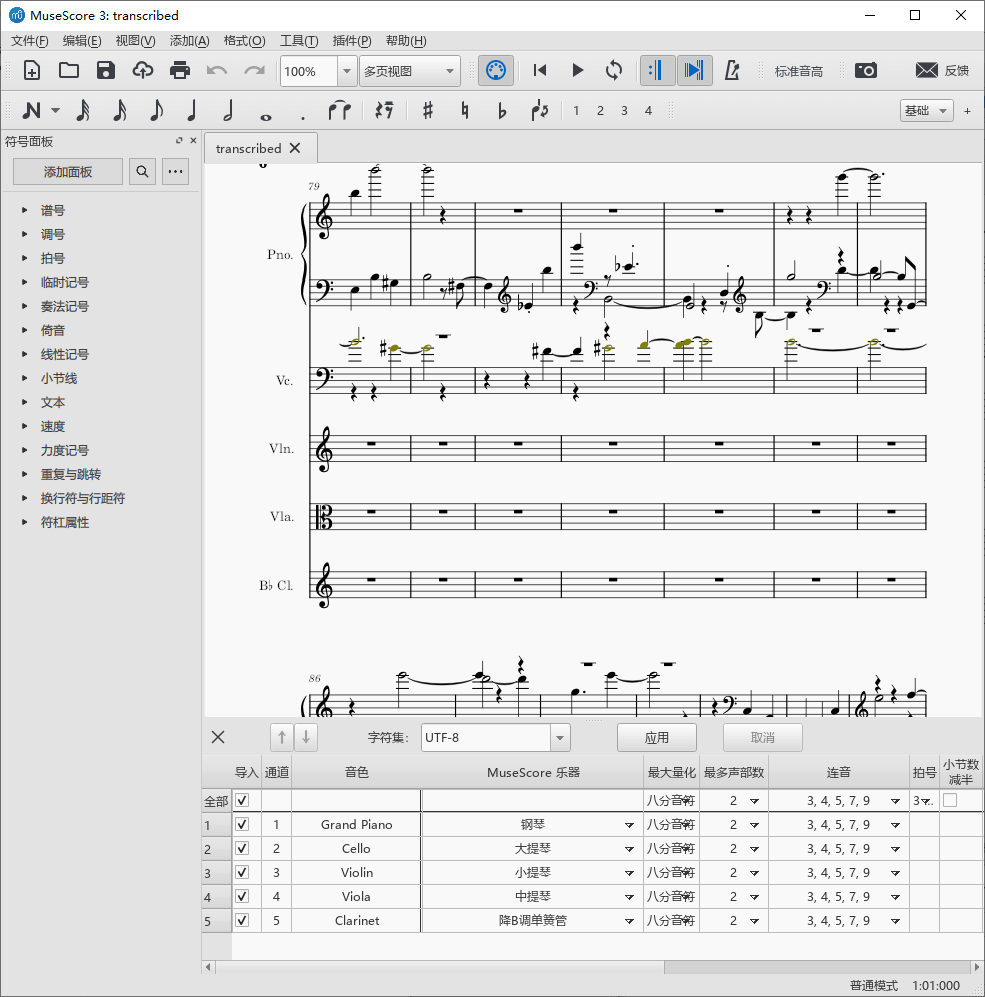 MuseScore 3: transcribed
文件(F) 编辑(E) 视图(V) 添加(A) 格式(O) 工具(T) 插件(P) 帮助(H)
100% 多页视图 标准音高 反馈
1 2 3 4 基础 +
符号面板
transcribed
添加面板 ...
谱号
调号
拍号
临时记号
奏法记号
倚音
线性记号
小节线
文本
速度
力度记号
重复与跳转
换行符与行距符
符杠属性
79
Pno.
Vc.
Vln.
Vla.
B♭ Cl.
86
字符集: UTF-8 应用 取消
导入 通道 音色 MuseScore 乐器 最大量化 最多声部数 连音 拍号 小节数
减半
全部 八分音符 2 3, 4, 5, 7, 9 3...
1 1 Grand Piano 钢琴 八分音符 2 3, 4, 5, 7, 9
2 2 Cello 大提琴 八分音符 2 3, 4, 5, 7, 9
3 3 Violin 小提琴 八分音符 2 3, 4, 5, 7, 9
4 4 Viola 中提琴 八分音符 2 3, 4, 5, 7, 9
5 5 Clarinet 降B调单簧管 八分音符 2 3, 4, 5, 7, 9
普通模式 1:01:000